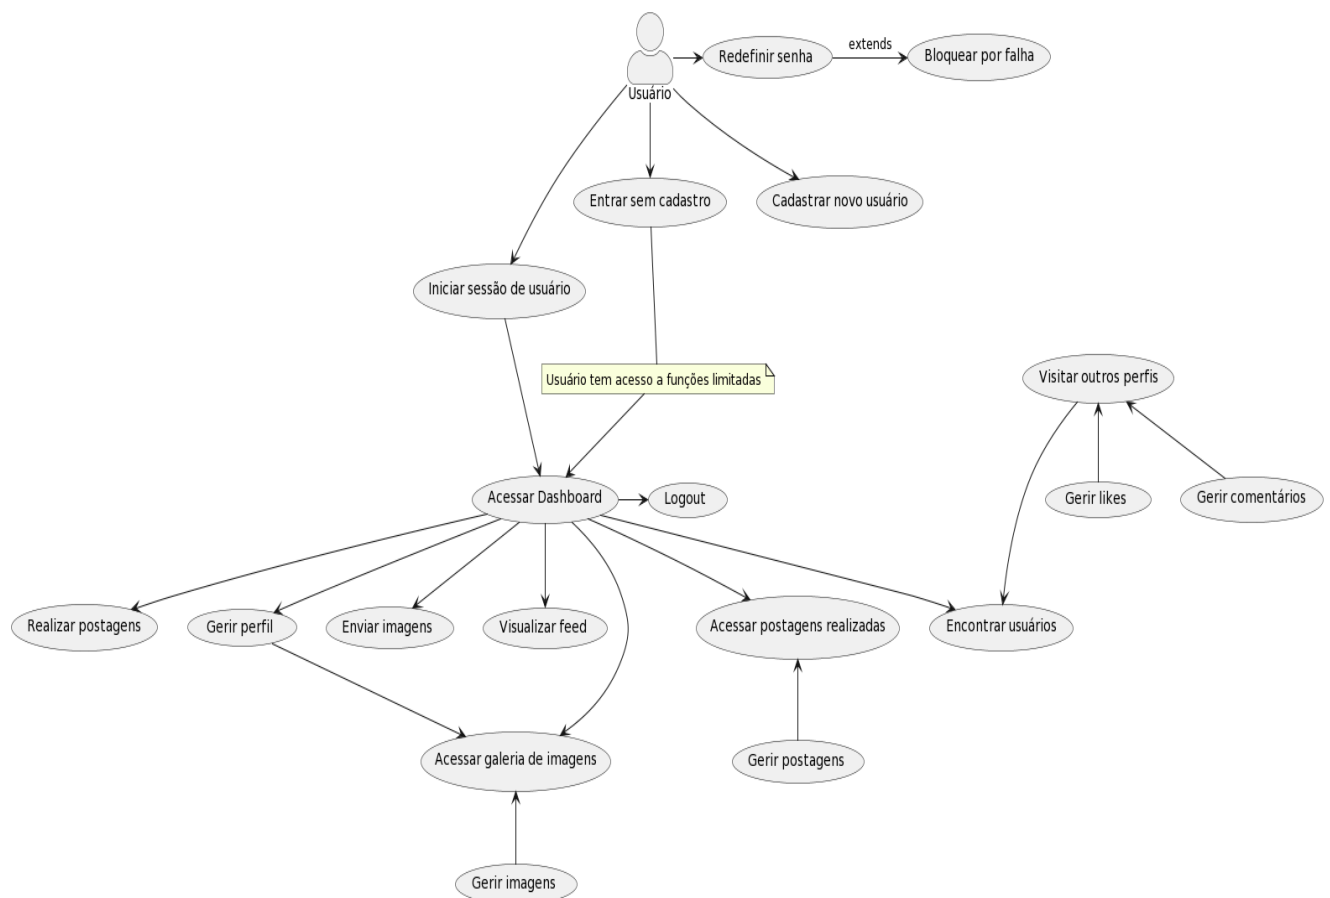 extends
Redefinir senha
Bloquear por falha
Usuário
Entrar sem cadastro
Cadastrar novo usuário
Iniciar sessão de usuário
Usuário tem acesso a funções limitadas
Visitar outros perfis
Acessar Dashboard
Logout
Gerir likes
Gerir comentários
Realizar postagens
Gerir perfil
Enviar imagens
Visualizar feed
Acessar postagens realizadas
Encontrar usuários
Acessar galeria de imagens
Gerir postagens
Gerir imagens